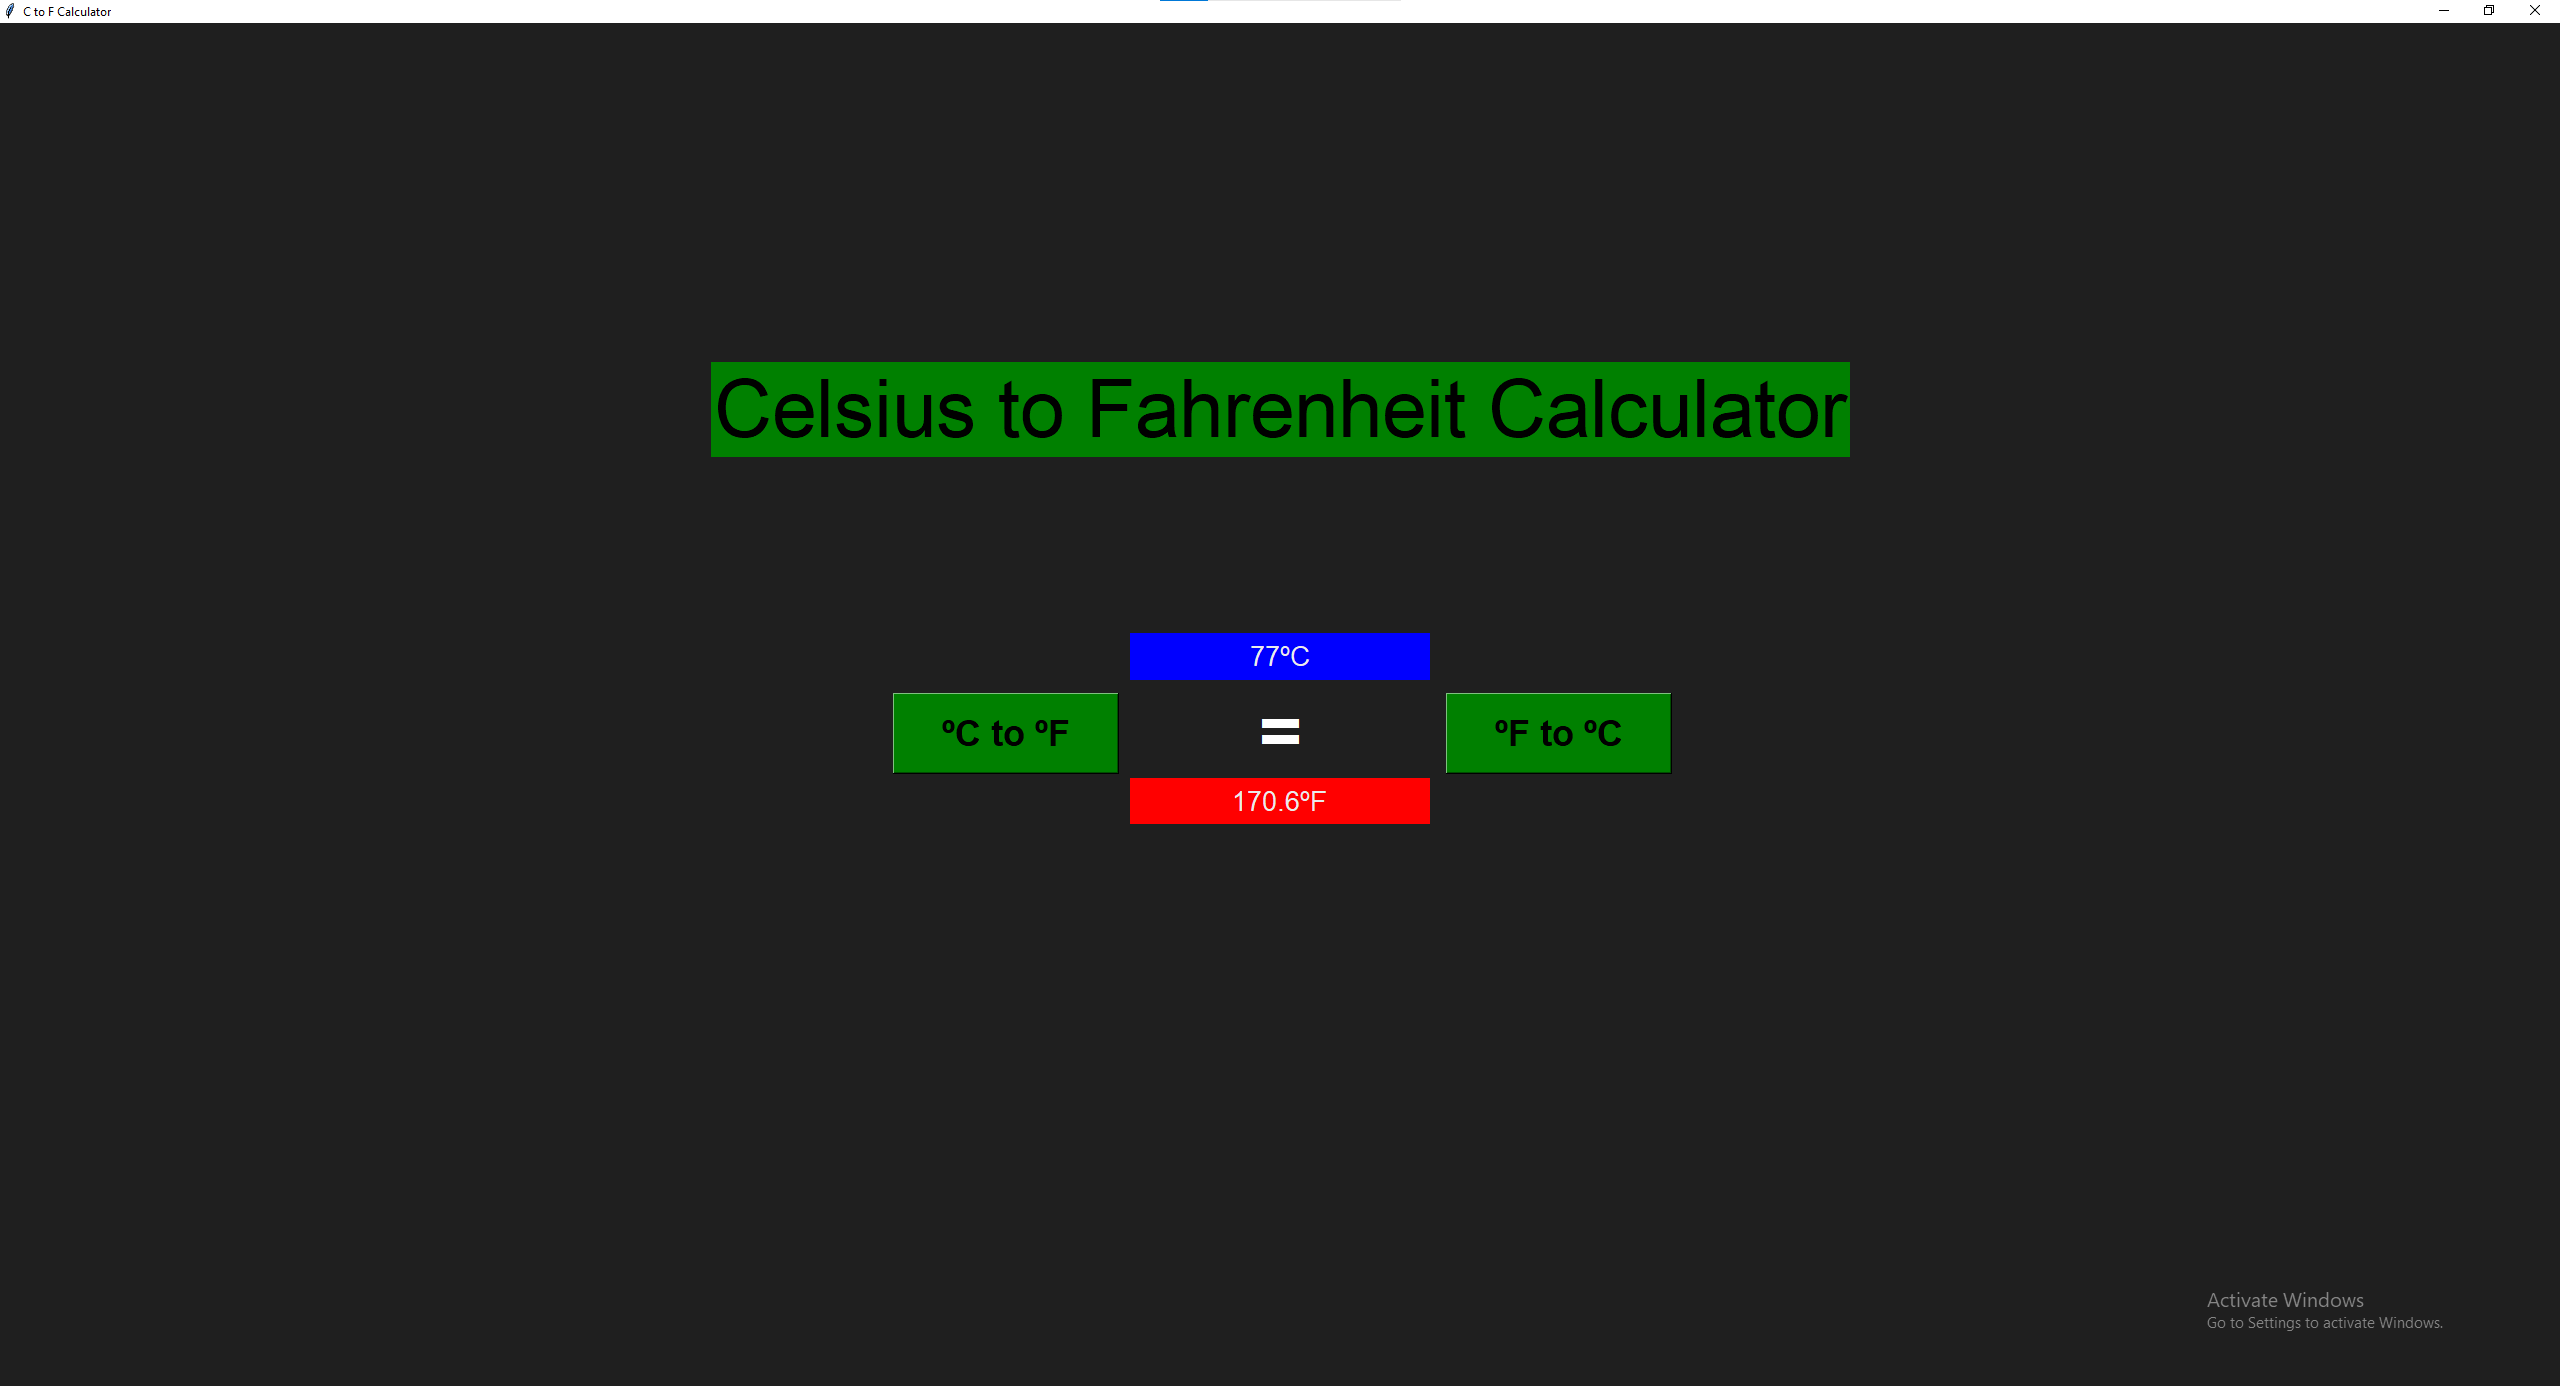 C to F Calculator
Celsius to Fahrenheit Calculator
77ºC
ºC to ºF
=
ºF to ºC
170.6ºF
Activate Windows
Go to Settings to activate Windows.